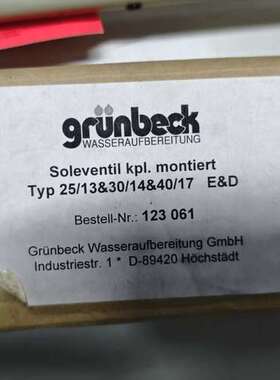 grünbeck
WASSERAUFBEREITUNG
Soleventil kpl. montiert
Typ 25/13&30/14&40/17 E&D
Bestell-Nr.: 123 061
Grünbeck Wasseraufbereitung GmbH
Industriestr. 1 * D-89420 Höchstädt